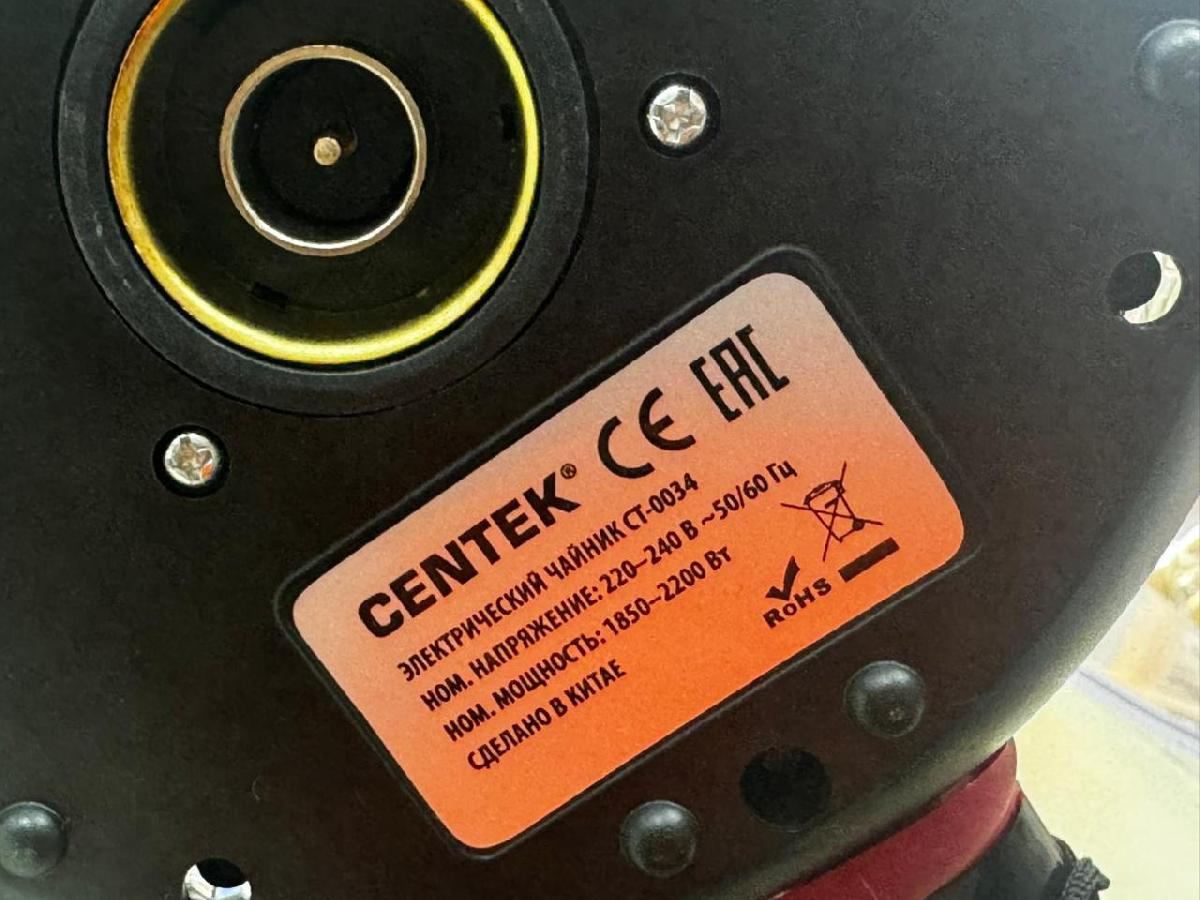 CENTEK® CE EAC
ЭЛЕКТРИЧЕСКИЙ ЧАЙНИК CT-0034
НОМ. НАПРЯЖЕНИЕ: 220–240 В ~50/60 Гц
НОМ. МОЩНОСТЬ: 1850–2200 Вт
СДЕЛАНО В КИТАЕ
RoHS